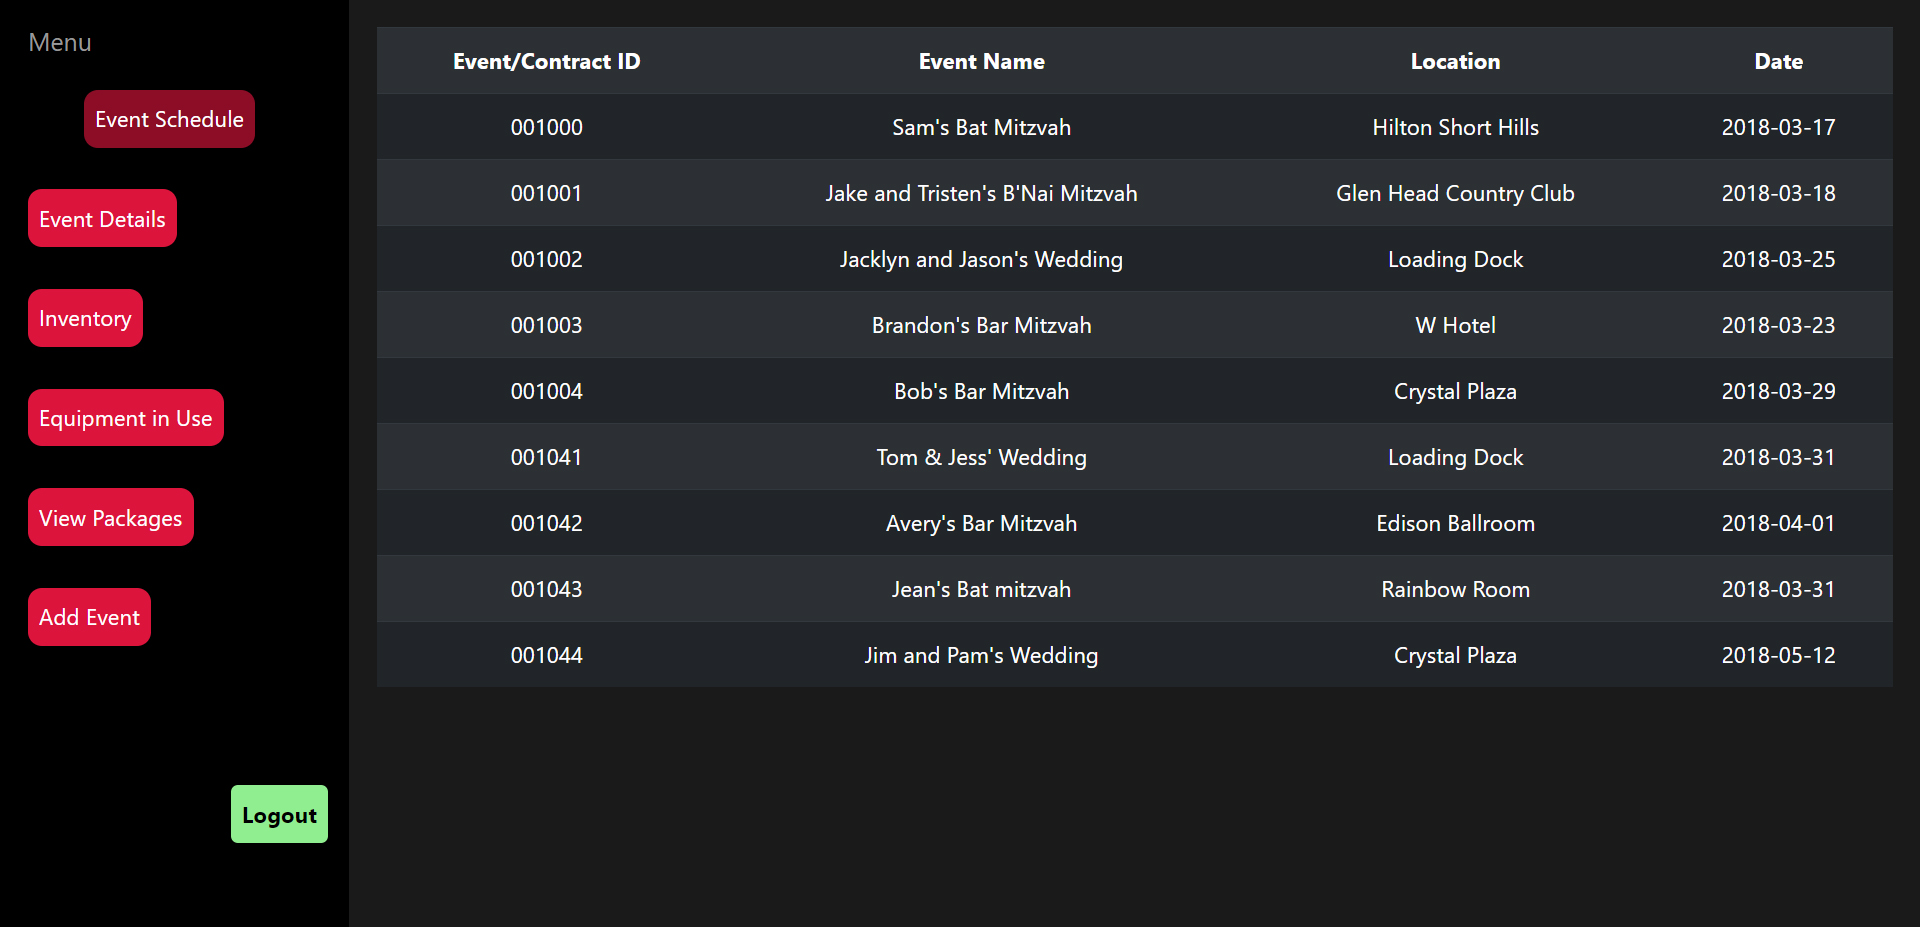 Menu
Event Schedule
Event Details
Inventory
Equipment in Use
View Packages
Add Event
Logout
Event/Contract ID Event Name Location Date
001000 Sam's Bat Mitzvah Hilton Short Hills 2018-03-17
001001 Jake and Tristen's B'Nai Mitzvah Glen Head Country Club 2018-03-18
001002 Jacklyn and Jason's Wedding Loading Dock 2018-03-25
001003 Brandon's Bar Mitzvah W Hotel 2018-03-23
001004 Bob's Bar Mitzvah Crystal Plaza 2018-03-29
001041 Tom & Jess' Wedding Loading Dock 2018-03-31
001042 Avery's Bar Mitzvah Edison Ballroom 2018-04-01
001043 Jean's Bat mitzvah Rainbow Room 2018-03-31
001044 Jim and Pam's Wedding Crystal Plaza 2018-05-12